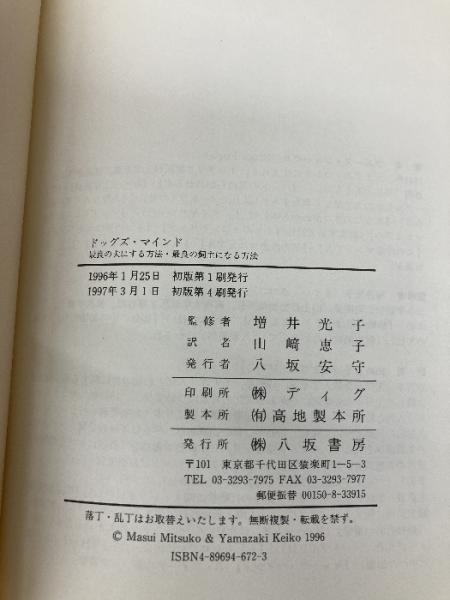 ドッグズ・マインド
最良の犬にする方法・最良の飼主になる方法
1996年1月25日 初版第1刷発行
1997年3月1日 初版第4刷発行
監修者 増井光子
訳者 山﨑恵子
発行者 八坂安守
印刷所 ㈱ディグ
製本所 ㈲高地製本所
発行所 ㈱八坂書房
〒101 東京都千代田区猿楽町1-5-3
TEL 03-3293-7975 FAX 03-3293-7977
郵便振替 00150-8-33915
落丁・乱丁はお取替えいたします。無断複製・転載を禁ず。
© Masui Mitsuko & Yamazaki Keiko 1996
ISBN4-89694-672-3